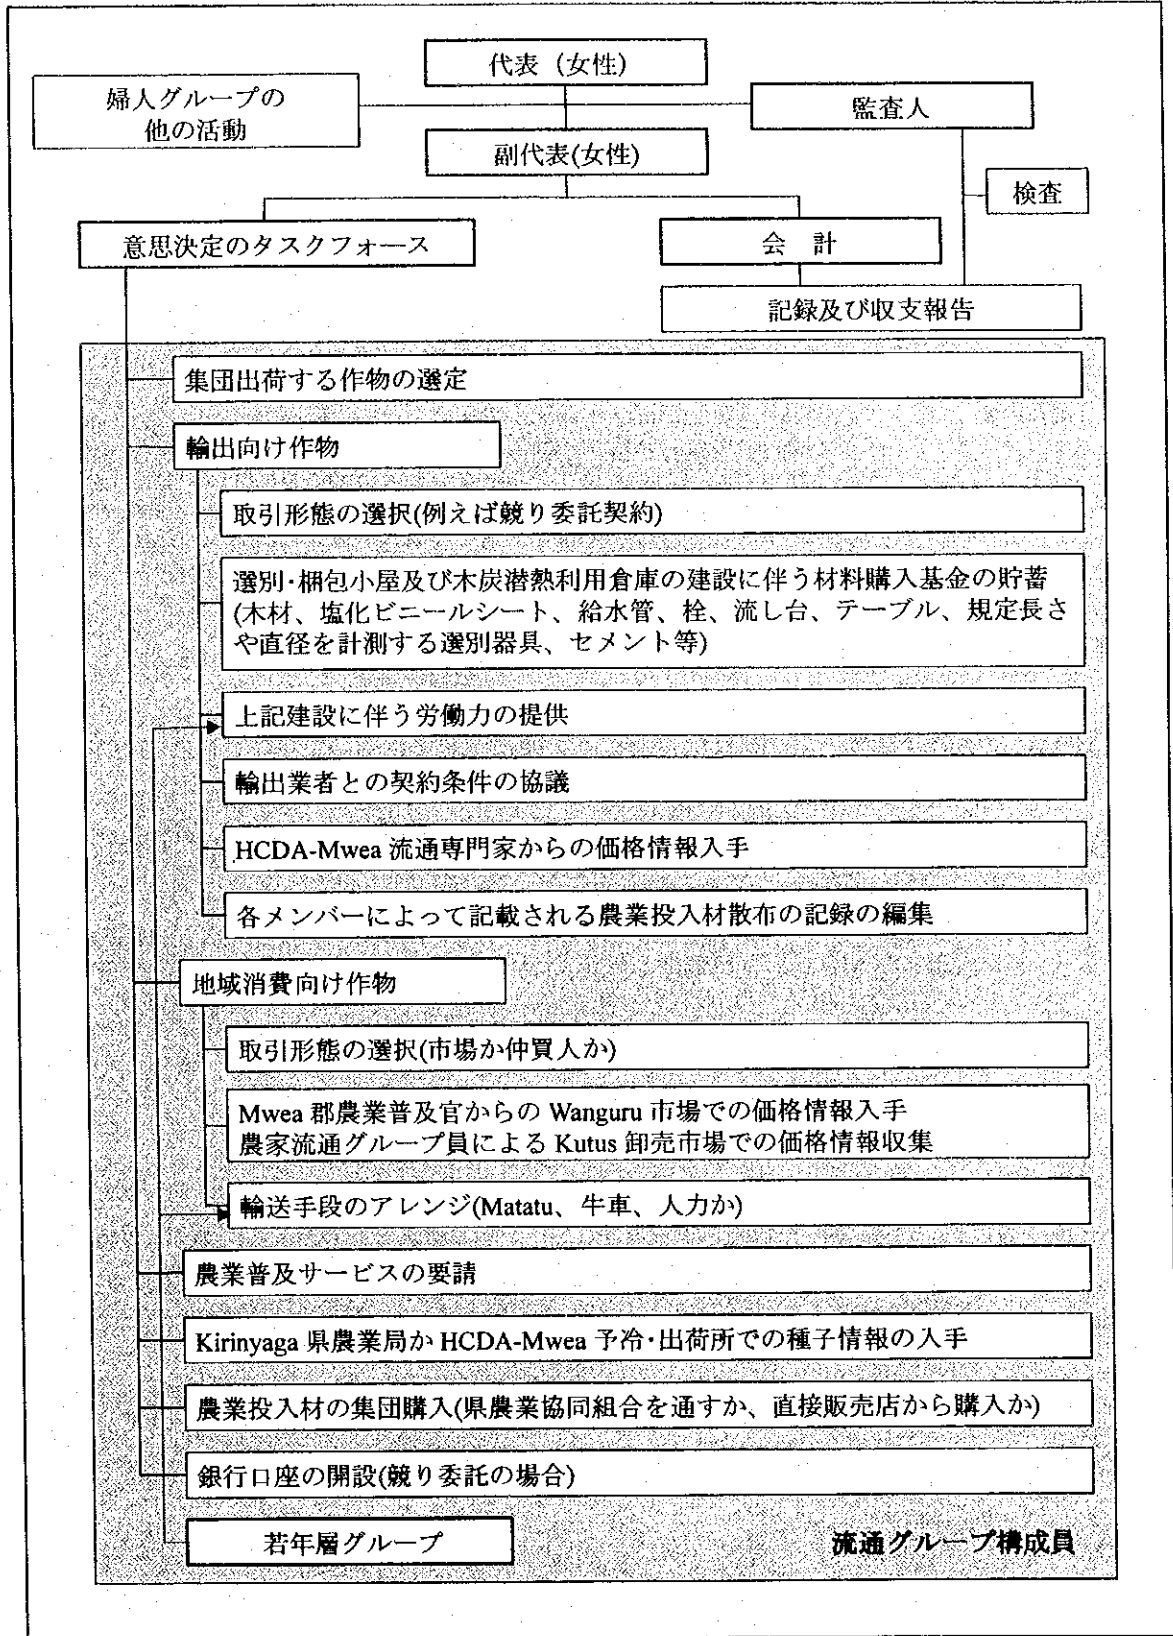 代表（女性）
婦人グループの
他の活動
監査人
副代表(女性)
検査
意思決定のタスクフォース
会　計
記録及び収支報告
集団出荷する作物の選定
輸出向け作物
取引形態の選択(例えば競り委託契約)
選別･梱包小屋及び木炭潜熱利用倉庫の建設に伴う材料購入基金の貯蓄
(木材、塩化ビニールシート、給水管、栓、流し台、テーブル、規定長さ
や直径を計測する選別器具、セメント等)
上記建設に伴う労働力の提供
輸出業者との契約条件の協議
HCDA-Mwea 流通専門家からの価格情報入手
各メンバーによって記載される農業投入材散布の記録の編集
地域消費向け作物
取引形態の選択(市場か仲買人か)
Mwea 郡農業普及官からの Wanguru 市場での価格情報入手
農家流通グループ員による Kutus 卸売市場での価格情報収集
輸送手段のアレンジ(Matatu、牛車、人力か)
農業普及サービスの要請
Kirinyaga 県農業局か HCDA-Mwea 予冷･出荷所での種子情報の入手
農業投入材の集団購入(県農業協同組合を通すか、直接販売店から購入か)
銀行口座の開設(競り委託の場合)
若年層グループ
流通グループ構成員